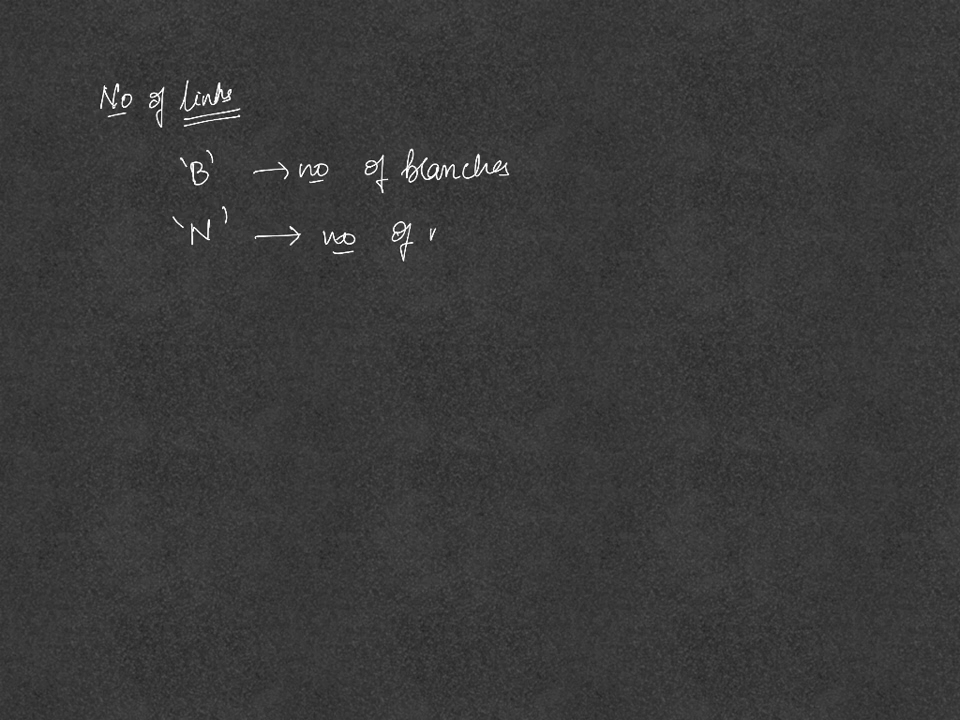 No of links
'B' → no of branches
'N' → no of